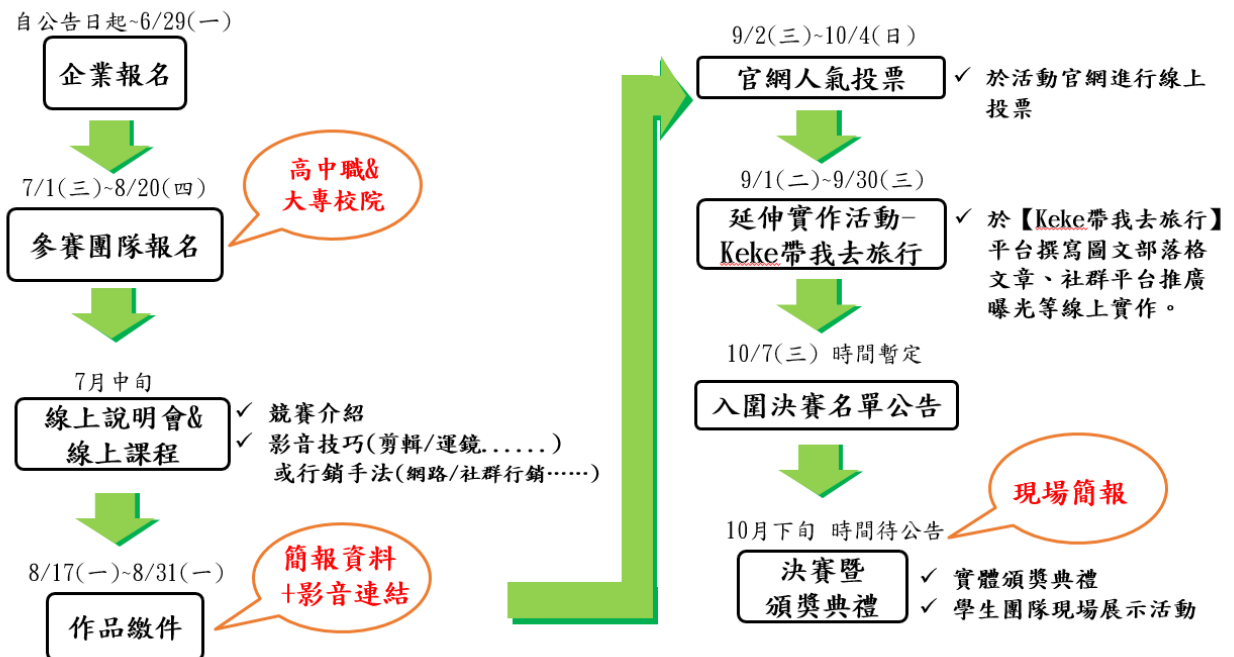 自公告日起~6/29(一)
企業報名
7/1(三)~8/20(四)
參賽團隊報名
高中職&
大專校院
7月中旬
線上說明會&
線上課程
✓ 競賽介紹
✓ 影音技巧(剪輯/運鏡......)
或行銷手法(網路/社群行銷……)
8/17(一)~8/31(一)
作品繳件
簡報資料
+影音連結
9/2(三)~10/4(日)
官網人氣投票
✓ 於活動官網進行線上
投票
9/1(二)~9/30(三)
延伸實作活動-
Keke帶我去旅行
✓ 於【Keke帶我去旅行】
平台撰寫圖文部落格
文章、社群平台推廣
曝光等線上實作。
10/7(三) 時間暫定
入圍決賽名單公告
10月下旬 時間待公告
決賽暨
頒獎典禮
現場簡報
✓ 實體頒獎典禮
✓ 學生團隊現場展示活動